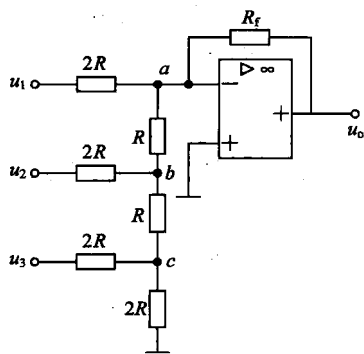 R_f
2R a ▷ ∞
u_1 −
R + u_o
2R +
u_2 b
R
2R
u_3 c
2R